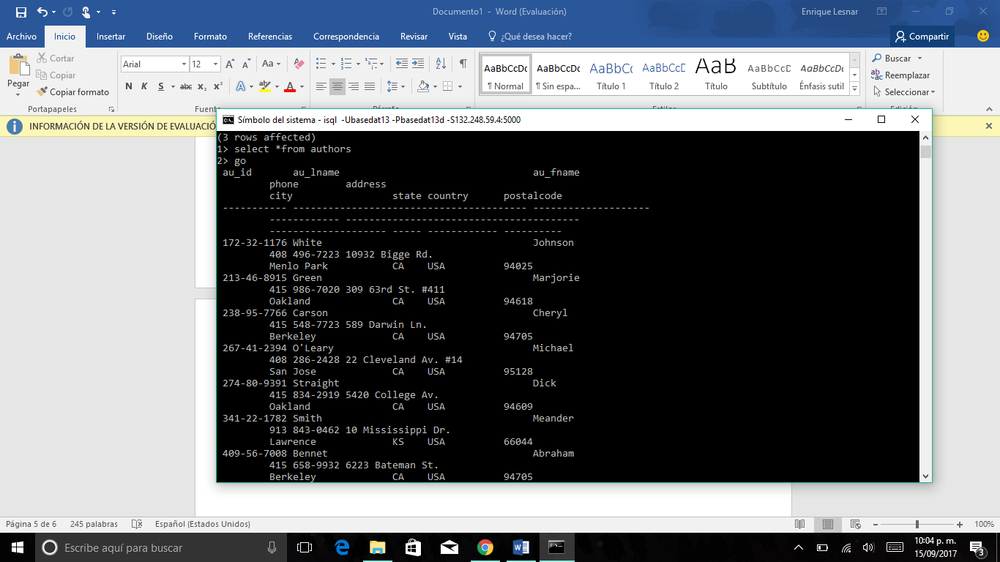 Documento1 - Word (Evaluación)
Enrique Lesnar
Archivo Inicio Insertar Diseño Formato Referencias Correspondencia Revisar Vista ¿Qué desea hacer? Compartir
Pegar
Cortar
Copiar
Copiar formato
Portapapeles
Arial 12 Aa
N K S abc x₂ x² A ab A
Fuente
Párrafo
AaBbCcDc AaBbCcDc AaBbCc AaBbCcD AaB AaBbCcD AaBbCcDc
¶ Normal ¶ Sin espa... Título 1 Título 2 Título Subtítulo Énfasis sutil
Estilos
Buscar
Reemplazar
Seleccionar
Edición
INFORMACIÓN DE LA VERSIÓN DE EVALUACIÓ
Símbolo del sistema - isql -Ubasedat13 -Pbasedat13d -S132.248.59.4:5000
(3 rows affected)
1> select *from authors
2> go
au_id au_lname au_fname
phone address
city state country postalcode
----------- ---------------------------------------- --------------------
------------ ----------------------------------------
-------------------- ----- ------------ ----------
172-32-1176 White Johnson
408 496-7223 10932 Bigge Rd.
Menlo Park CA USA 94025
213-46-8915 Green Marjorie
415 986-7020 309 63rd St. #411
Oakland CA USA 94618
238-95-7766 Carson Cheryl
415 548-7723 589 Darwin Ln.
Berkeley CA USA 94705
267-41-2394 O'Leary Michael
408 286-2428 22 Cleveland Av. #14
San Jose CA USA 95128
274-80-9391 Straight Dick
415 834-2919 5420 College Av.
Oakland CA USA 94609
341-22-1782 Smith Meander
913 843-0462 10 Mississippi Dr.
Lawrence KS USA 66044
409-56-7008 Bennet Abraham
415 658-9932 6223 Bateman St.
Berkeley CA USA 94705
Página 5 de 6 245 palabras Español (Estados Unidos) 100%
Escribe aquí para buscar
10:04 p. m.
15/09/2017
3